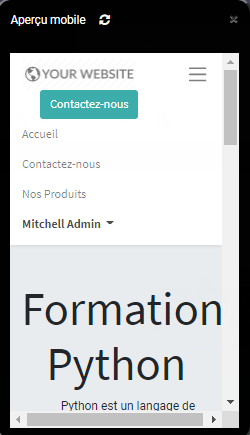 Aperçu mobile
YOUR WEBSITE
Contactez-nous
Accueil
Contactez-nous
Nos Produits
Mitchell Admin
Formation
Python
Python est un langage de